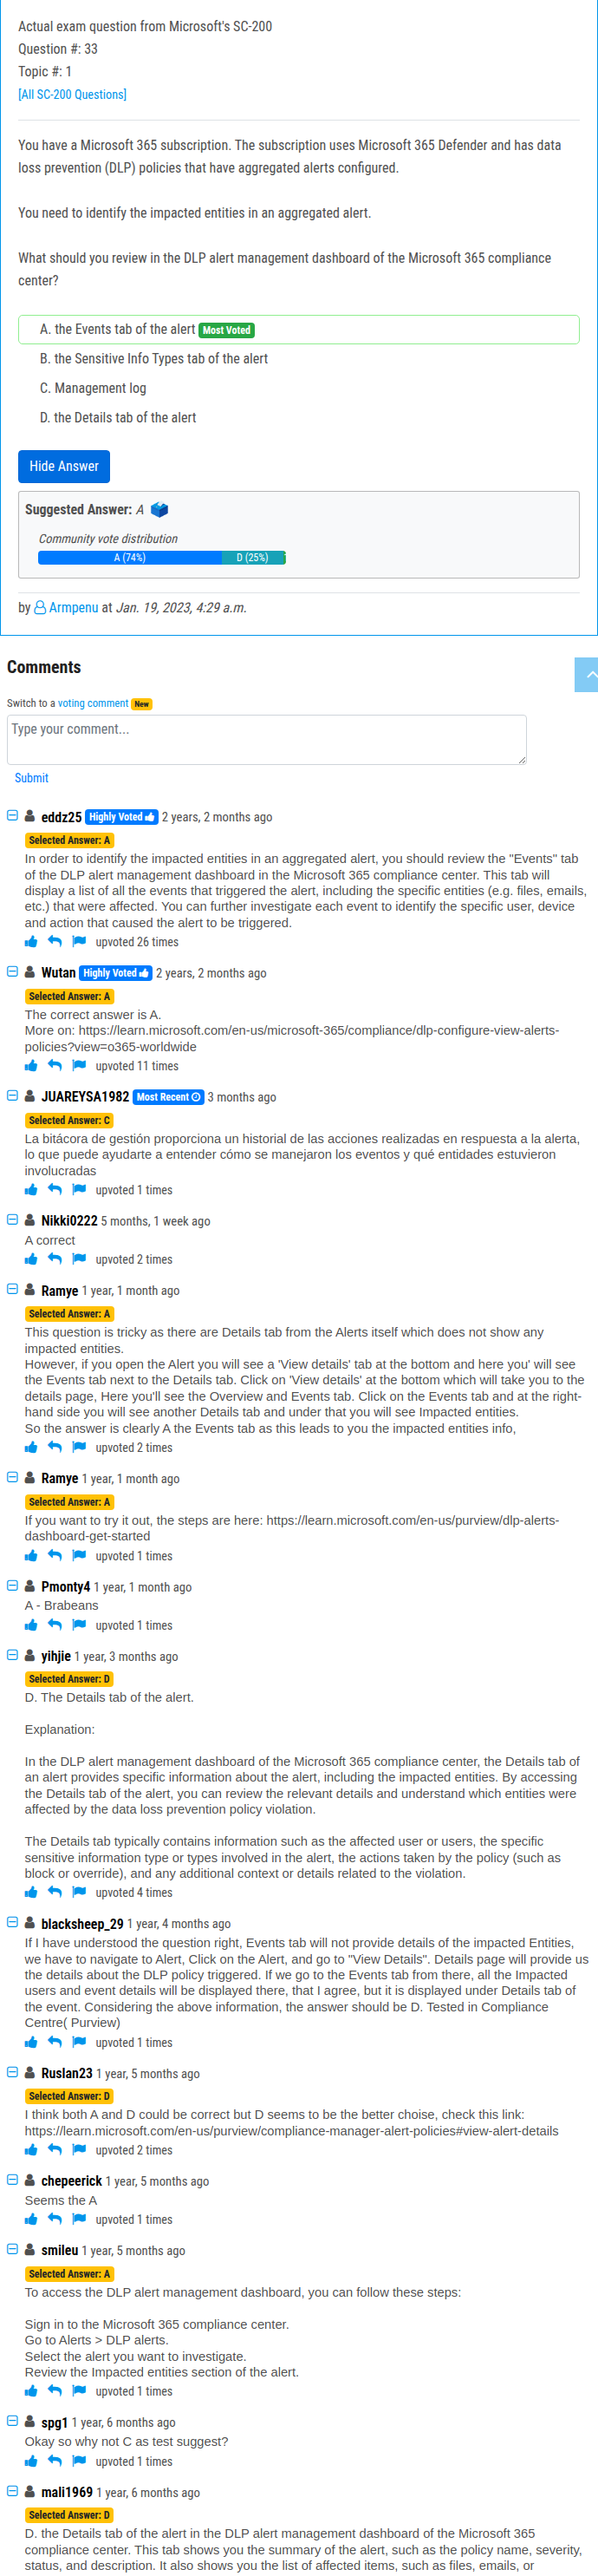 Actual exam question from Microsoft's SC-200
Question #: 33
Topic #: 1
[All SC-200 Questions]
You have a Microsoft 365 subscription. The subscription uses Microsoft 365 Defender and has data
loss prevention (DLP) policies that have aggregated alerts configured.
You need to identify the impacted entities in an aggregated alert.
What should you review in the DLP alert management dashboard of the Microsoft 365 compliance
center?
A. the Events tab of the alert Most Voted
B. the Sensitive Info Types tab of the alert
C. Management log
D. the Details tab of the alert
Hide Answer
Suggested Answer: A
Community vote distribution
A (74%) D (25%)
by Armpenu at Jan. 19, 2023, 4:29 a.m.
Comments
Switch to a voting comment New
Type your comment...
Submit
eddz25 Highly Voted 2 years, 2 months ago
Selected Answer: A
In order to identify the impacted entities in an aggregated alert, you should review the "Events" tab
of the DLP alert management dashboard in the Microsoft 365 compliance center. This tab will
display a list of all the events that triggered the alert, including the specific entities (e.g. files, emails,
etc.) that were affected. You can further investigate each event to identify the specific user, device
and action that caused the alert to be triggered.
upvoted 26 times
Wutan Highly Voted 2 years, 2 months ago
Selected Answer: A
The correct answer is A.
More on: https://learn.microsoft.com/en-us/microsoft-365/compliance/dlp-configure-view-alerts-
policies?view=o365-worldwide
upvoted 11 times
JUAREYSA1982 Most Recent 3 months ago
Selected Answer: C
La bitácora de gestión proporciona un historial de las acciones realizadas en respuesta a la alerta,
lo que puede ayudarte a entender cómo se manejaron los eventos y qué entidades estuvieron
involucradas
upvoted 1 times
Nikki0222 5 months, 1 week ago
A correct
upvoted 2 times
Ramye 1 year, 1 month ago
Selected Answer: A
This question is tricky as there are Details tab from the Alerts itself which does not show any
impacted entities.
However, if you open the Alert you will see a 'View details' tab at the bottom and here you' will see
the Events tab next to the Details tab. Click on 'View details' at the bottom which will take you to the
details page, Here you'll see the Overview and Events tab. Click on the Events tab and at the right-
hand side you will see another Details tab and under that you will see Impacted entities.
So the answer is clearly A the Events tab as this leads to you the impacted entities info,
upvoted 2 times
Ramye 1 year, 1 month ago
Selected Answer: A
If you want to try it out, the steps are here: https://learn.microsoft.com/en-us/purview/dlp-alerts-
dashboard-get-started
upvoted 1 times
Pmonty4 1 year, 1 month ago
A - Brabeans
upvoted 1 times
yihjie 1 year, 3 months ago
Selected Answer: D
D. The Details tab of the alert.
Explanation:
In the DLP alert management dashboard of the Microsoft 365 compliance center, the Details tab of
an alert provides specific information about the alert, including the impacted entities. By accessing
the Details tab of the alert, you can review the relevant details and understand which entities were
affected by the data loss prevention policy violation.
The Details tab typically contains information such as the affected user or users, the specific
sensitive information type or types involved in the alert, the actions taken by the policy (such as
block or override), and any additional context or details related to the violation.
upvoted 4 times
blacksheep_29 1 year, 4 months ago
If I have understood the question right, Events tab will not provide details of the impacted Entities,
we have to navigate to Alert, Click on the Alert, and go to "View Details". Details page will provide us
the details about the DLP policy triggered. If we go to the Events tab from there, all the Impacted
users and event details will be displayed there, that I agree, but it is displayed under Details tab of
the event. Considering the above information, the answer should be D. Tested in Compliance
Centre( Purview)
upvoted 1 times
Ruslan23 1 year, 5 months ago
Selected Answer: D
I think both A and D could be correct but D seems to be the better choise, check this link:
https://learn.microsoft.com/en-us/purview/compliance-manager-alert-policies#view-alert-details
upvoted 2 times
chepeerick 1 year, 5 months ago
Seems the A
upvoted 1 times
smileu 1 year, 5 months ago
Selected Answer: A
To access the DLP alert management dashboard, you can follow these steps:
Sign in to the Microsoft 365 compliance center.
Go to Alerts > DLP alerts.
Select the alert you want to investigate.
Review the Impacted entities section of the alert.
upvoted 1 times
spg1 1 year, 6 months ago
Okay so why not C as test suggest?
upvoted 1 times
mali1969 1 year, 6 months ago
Selected Answer: D
D. the Details tab of the alert in the DLP alert management dashboard of the Microsoft 365
compliance center. This tab shows you the summary of the alert, such as the policy name, severity,
status, and description. It also shows you the list of affected items, such as files, emails, or